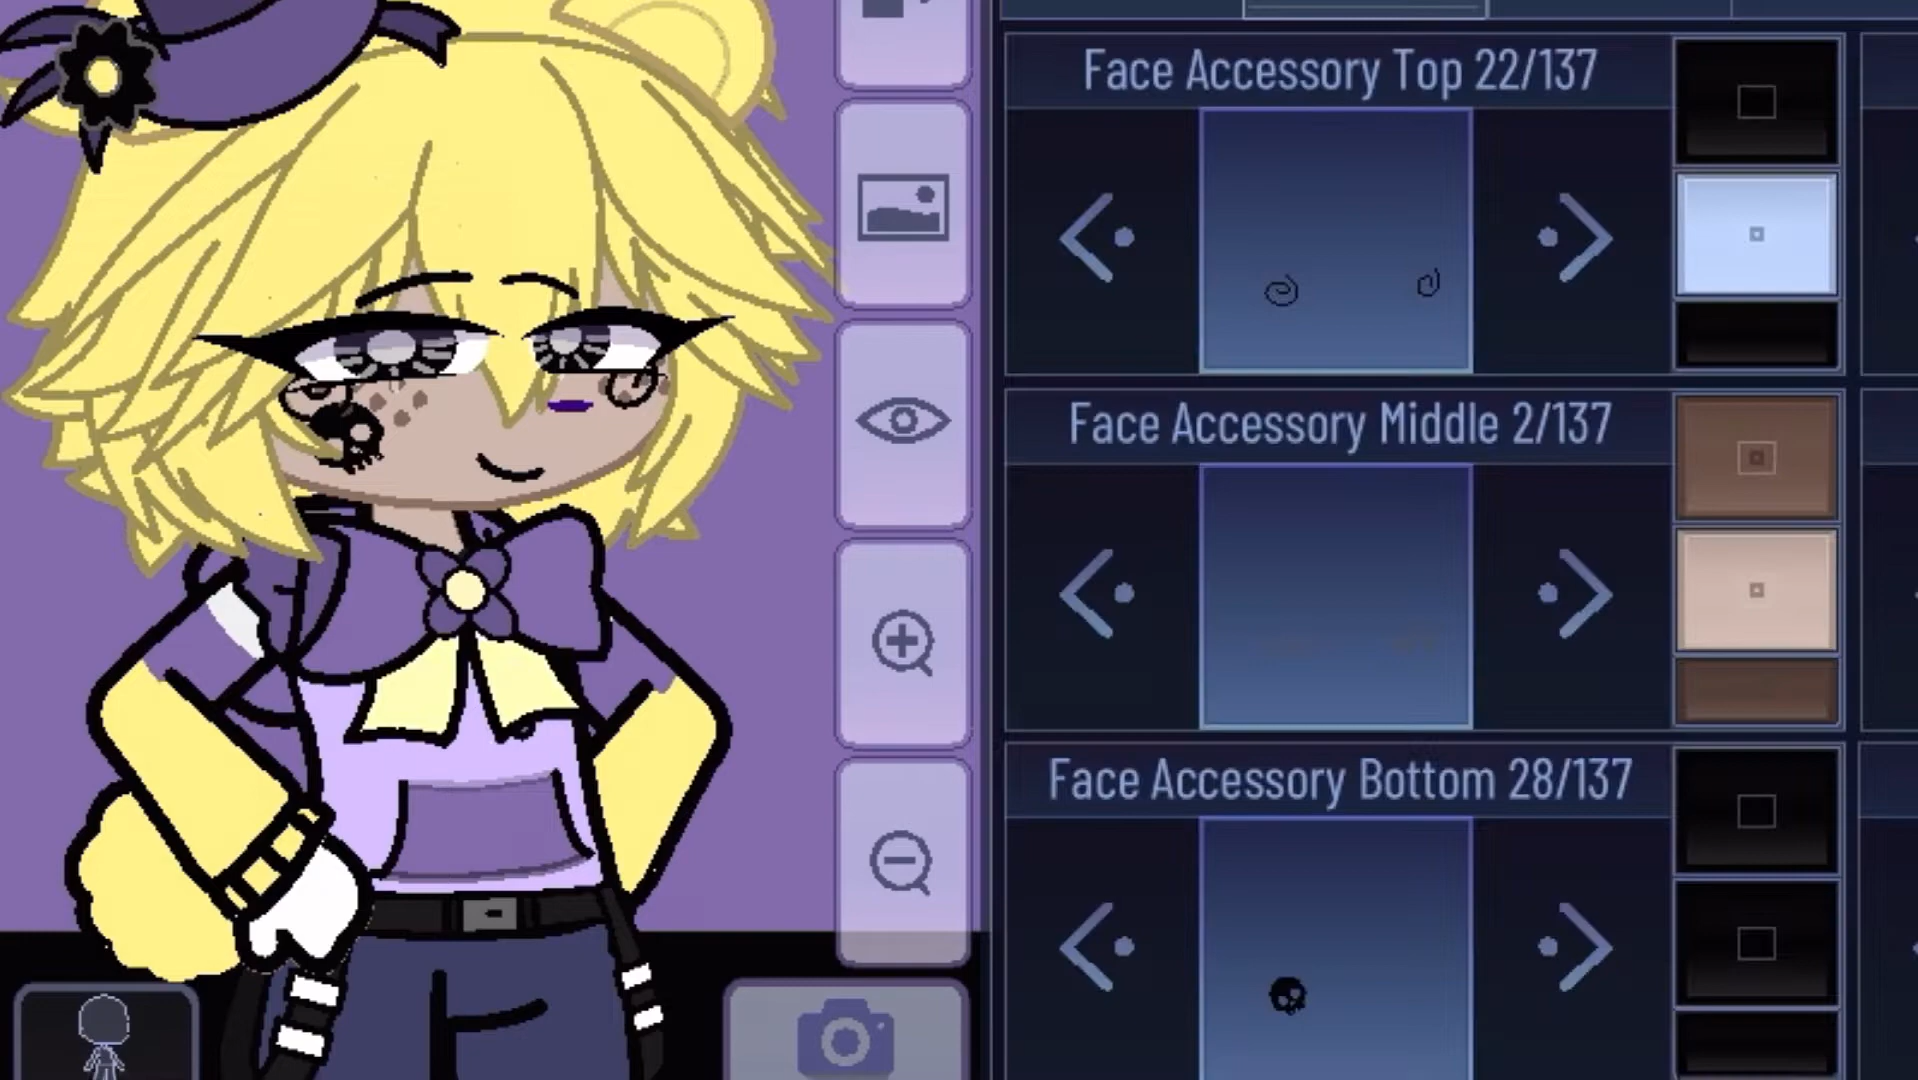 Face Accessory Top 22/137
Face Accessory Middle 2/137
Face Accessory Bottom 28/137